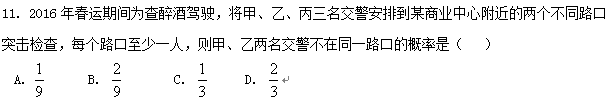 11. 2016年春运期间为查醉酒驾驶，将甲、乙、丙三名交警安排到某商业中心附近的两个不同路口
突击检查，每个路口至少一人，则甲、乙两名交警不在同一路口的概率是（ ）
A. 1/9 B. 2/9 C. 1/3 D. 2/3↵